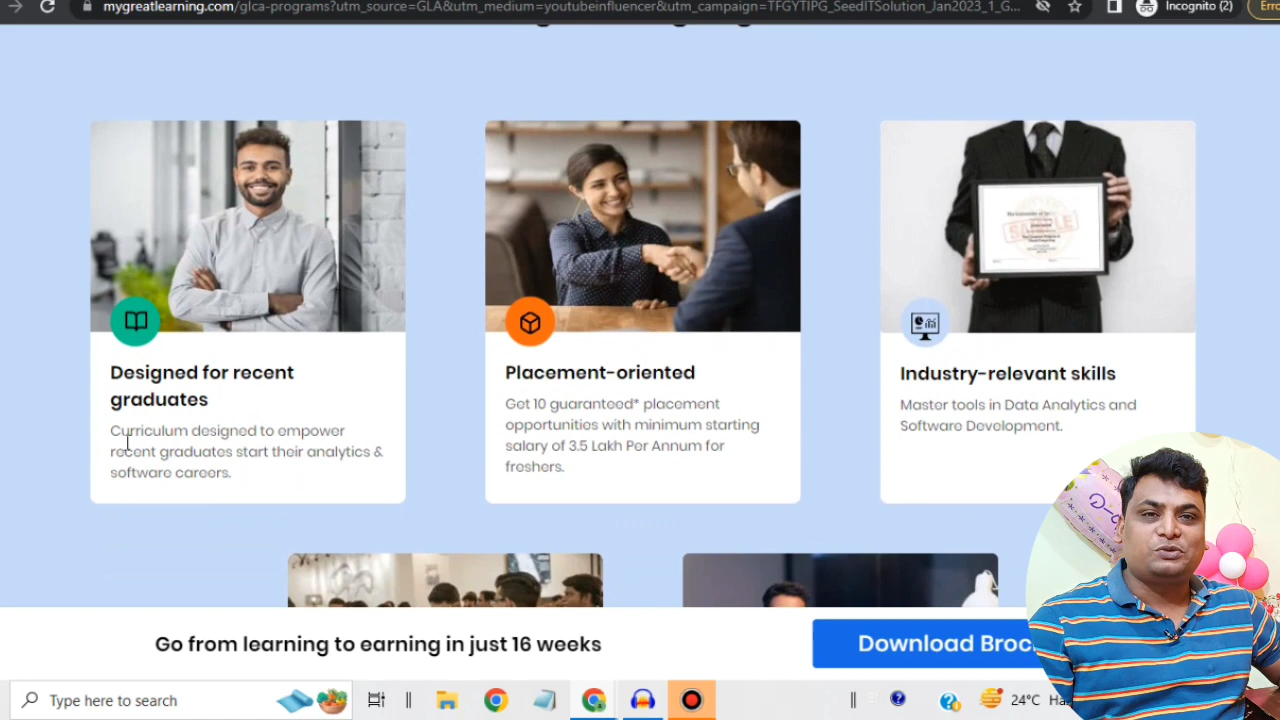 mygreatlearning.com/glca-programs?utm_source=GLA&utm_medium=youtubeinfluencer&utm_campaign=TFGYTIPG_SeedITSolution_Jan2023_1_G...
Incognito (2)
Erro
SAMPLE
Designed for recent
graduates
Curriculum designed to empower
recent graduates start their analytics &
software careers.
Placement-oriented
Get 10 guaranteed* placement
opportunities with minimum starting
salary of 3.5 Lakh Per Annum for
freshers.
Industry-relevant skills
Master tools in Data Analytics and
Software Development.
Go from learning to earning in just 16 weeks
Download Broc
Type here to search
24°C